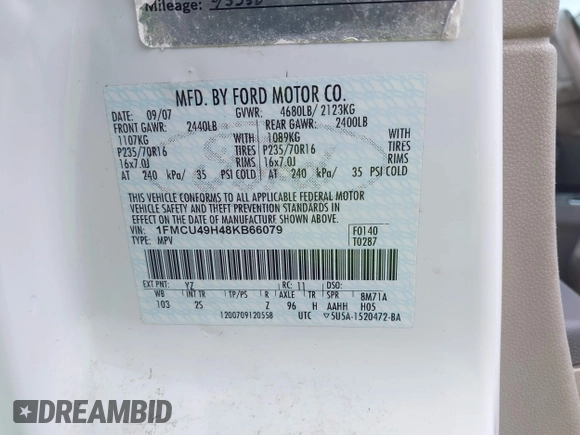 Mileage:
MFD. BY FORD MOTOR CO.
DATE: 09/07 GVWR: 4680LB/ 2123KG
FRONT GAWR: 2440LB REAR GAWR: 2400LB
1107KG WITH 1089KG WITH
P235/70R16 TIRES P235/70R16 TIRES
16x7.0J RIMS 16x7.0J RIMS
AT 240 kPa/ 35 PSI COLD AT 240 kPa/ 35 PSI COLD
THIS VEHICLE CONFORMS TO ALL APPLICABLE FEDERAL MOTOR
VEHICLE SAFETY AND THEFT PREVENTION STANDARDS IN
EFFECT ON THE DATE OF MANUFACTURE SHOWN ABOVE.
VIN: 1FMCU49H48KB66079 F0140
TYPE: MPV T0287
EXT PNT: YZ RC: 11 DSO:
WB INT TR TP/PS R AXLE TR SPR 8M71A
103 2S Z 96 H AAHH H05
1200709120558 UTC ▽5U5A-1520472-BA
DREAMBID